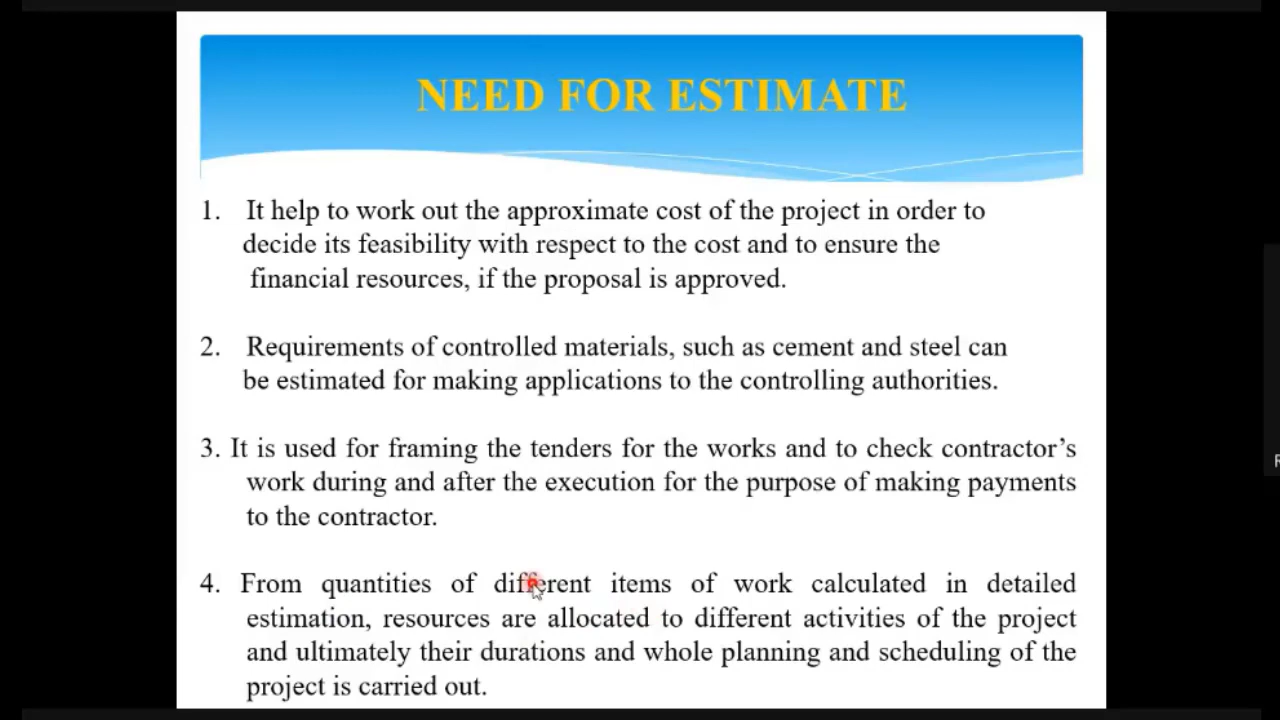 NEED FOR ESTIMATE
1. It help to work out the approximate cost of the project in order to
decide its feasibility with respect to the cost and to ensure the
financial resources, if the proposal is approved.
2. Requirements of controlled materials, such as cement and steel can
be estimated for making applications to the controlling authorities.
3. It is used for framing the tenders for the works and to check contractor’s
work during and after the execution for the purpose of making payments
to the contractor.
4. From quantities of different items of work calculated in detailed
estimation, resources are allocated to different activities of the project
and ultimately their durations and whole planning and scheduling of the
project is carried out.